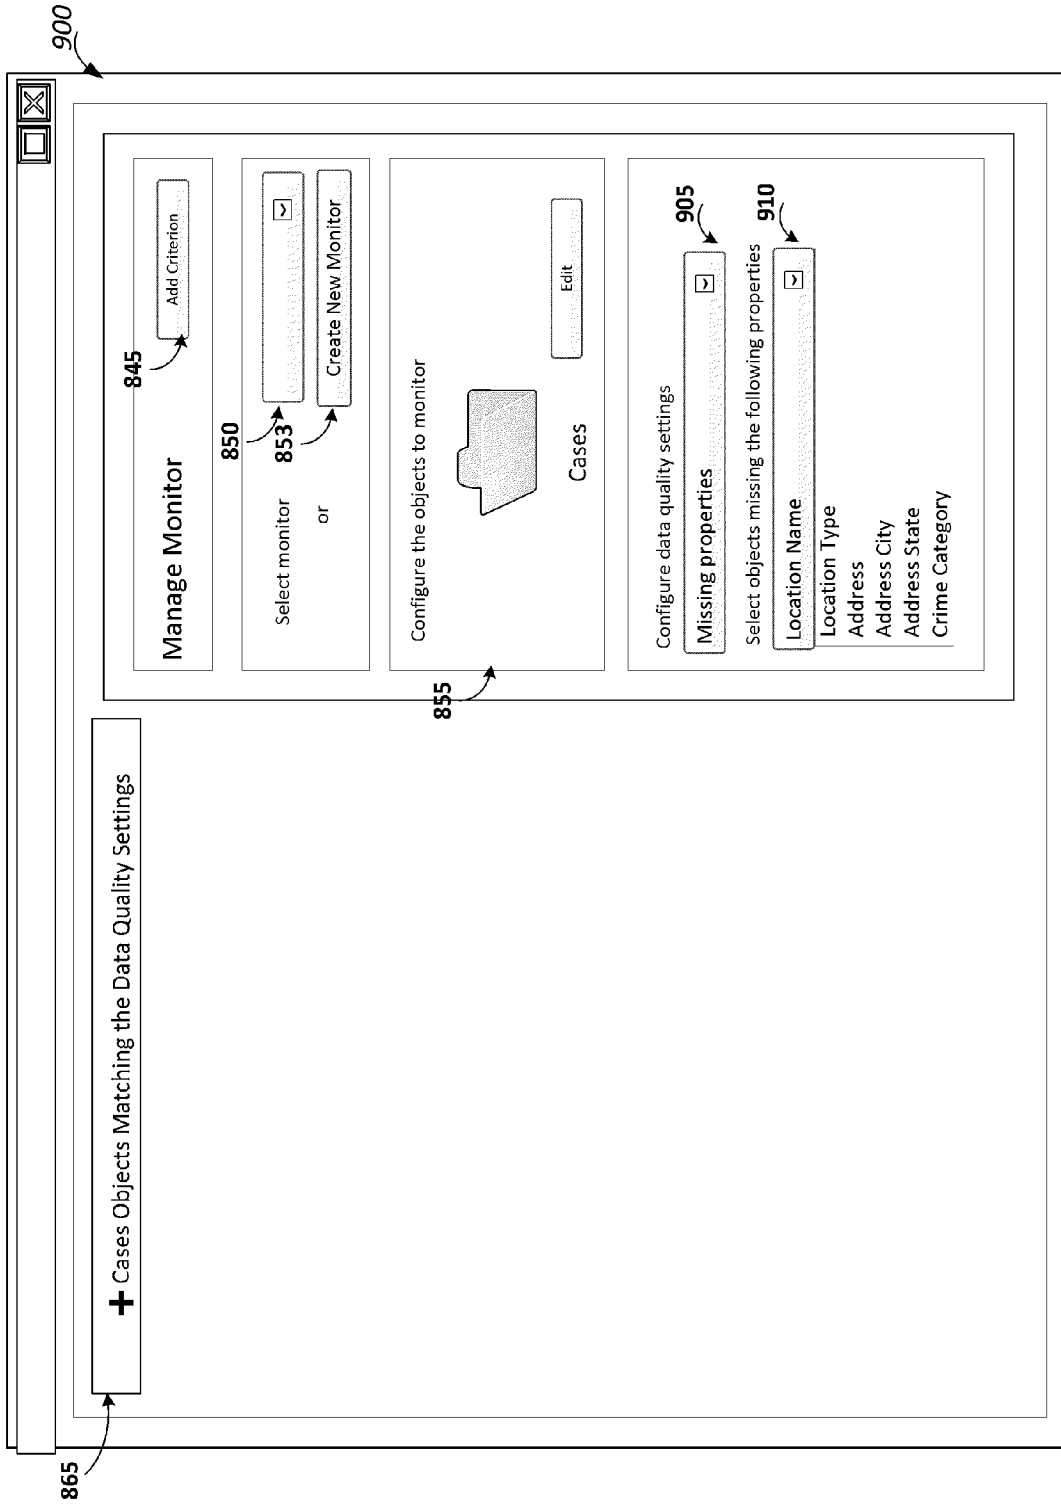 900
865
+ Cases Objects Matching the Data Quality Settings
Manage Monitor
845
Add Criterion
Select monitor
850
or
853
Create New Monitor
855
Configure the objects to monitor
Cases
Edit
Configure data quality settings
Missing properties
905
Select objects missing the following properties
Location Name
910
Location Type
Address
Address City
Address State
Crime Category